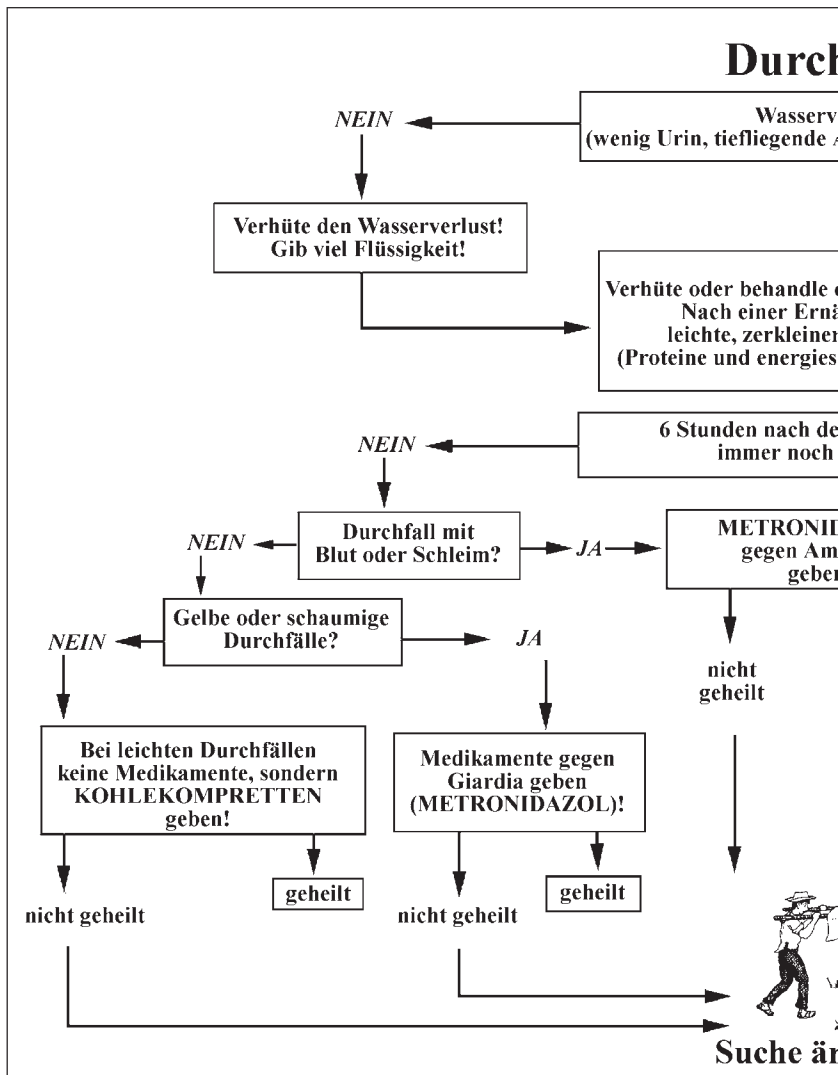 Durch
NEIN
Wasserv
(wenig Urin, tiefliegende A
Verhüte den Wasserverlust!
Gib viel Flüssigkeit!
Verhüte oder behandle d
Nach einer Ernä
leichte, zerkleiner
(Proteine und energies
6 Stunden nach de
immer noch
NEIN
Durchfall mit
Blut oder Schleim?
NEIN
JA
METRONID
gegen Am
geben
Gelbe oder schaumige
Durchfälle?
NEIN
JA
nicht
geheilt
Bei leichten Durchfällen
keine Medikamente, sondern
KOHLEKOMPRETTEN
geben!
Medikamente gegen
Giardia geben
(METRONIDAZOL)!
geheilt
geheilt
nicht geheilt
nicht geheilt
Suche är